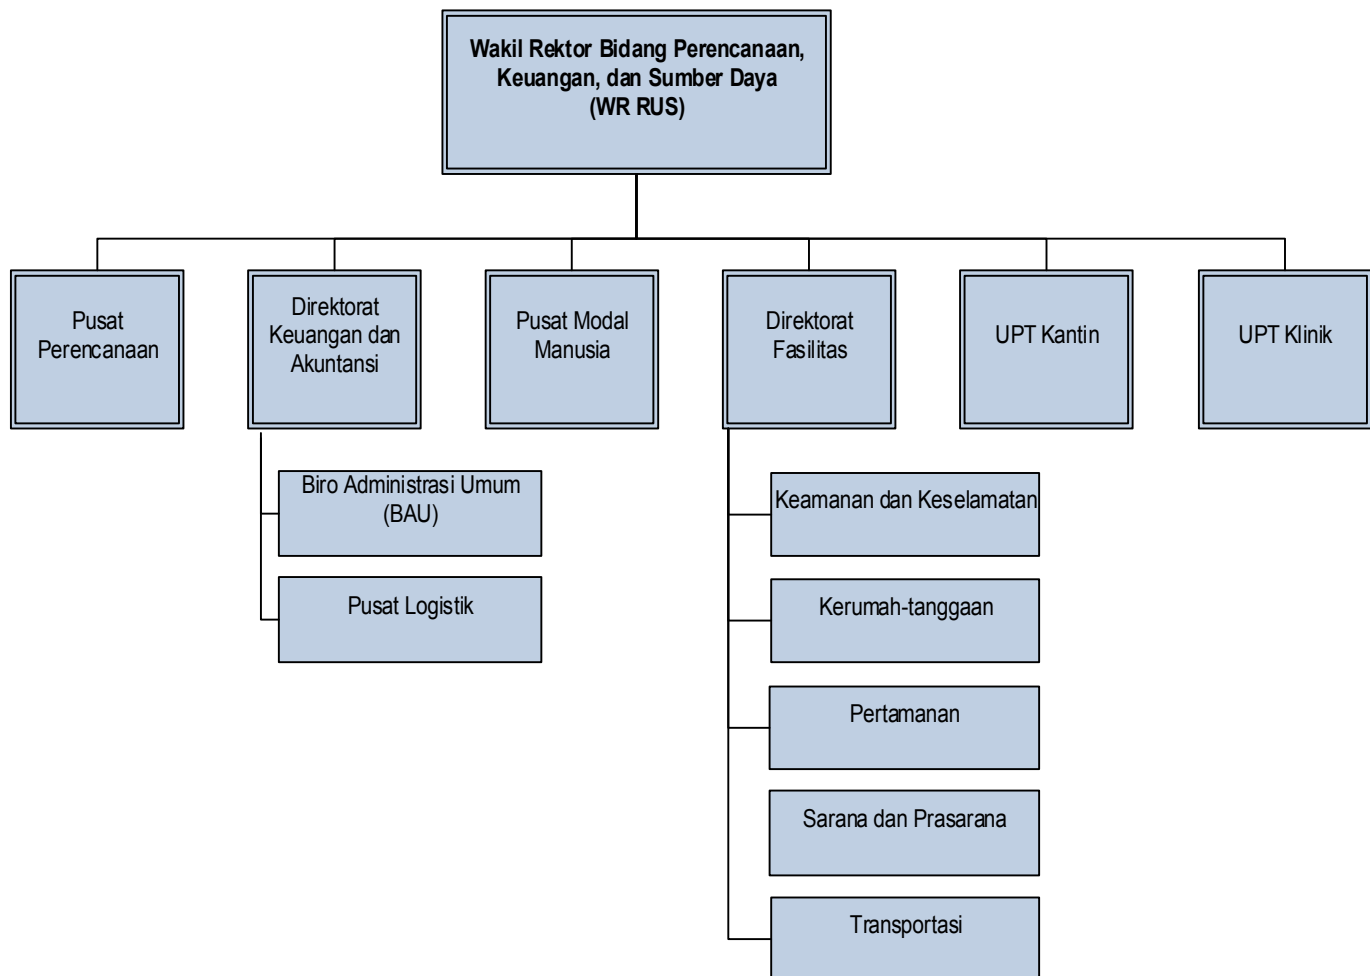 Wakil Rektor Bidang Perencanaan,
Keuangan, dan Sumber Daya
(WR RUS)
Pusat
Perencanaan
Direktorat
Keuangan dan
Akuntansi
Pusat Modal
Manusia
Direktorat
Fasilitas
UPT Kantin
UPT Klinik
Biro Administrasi Umum
(BAU)
Pusat Logistik
Keamanan dan Keselamatan
Kerumah-tanggaan
Pertamanan
Sarana dan Prasarana
Transportasi